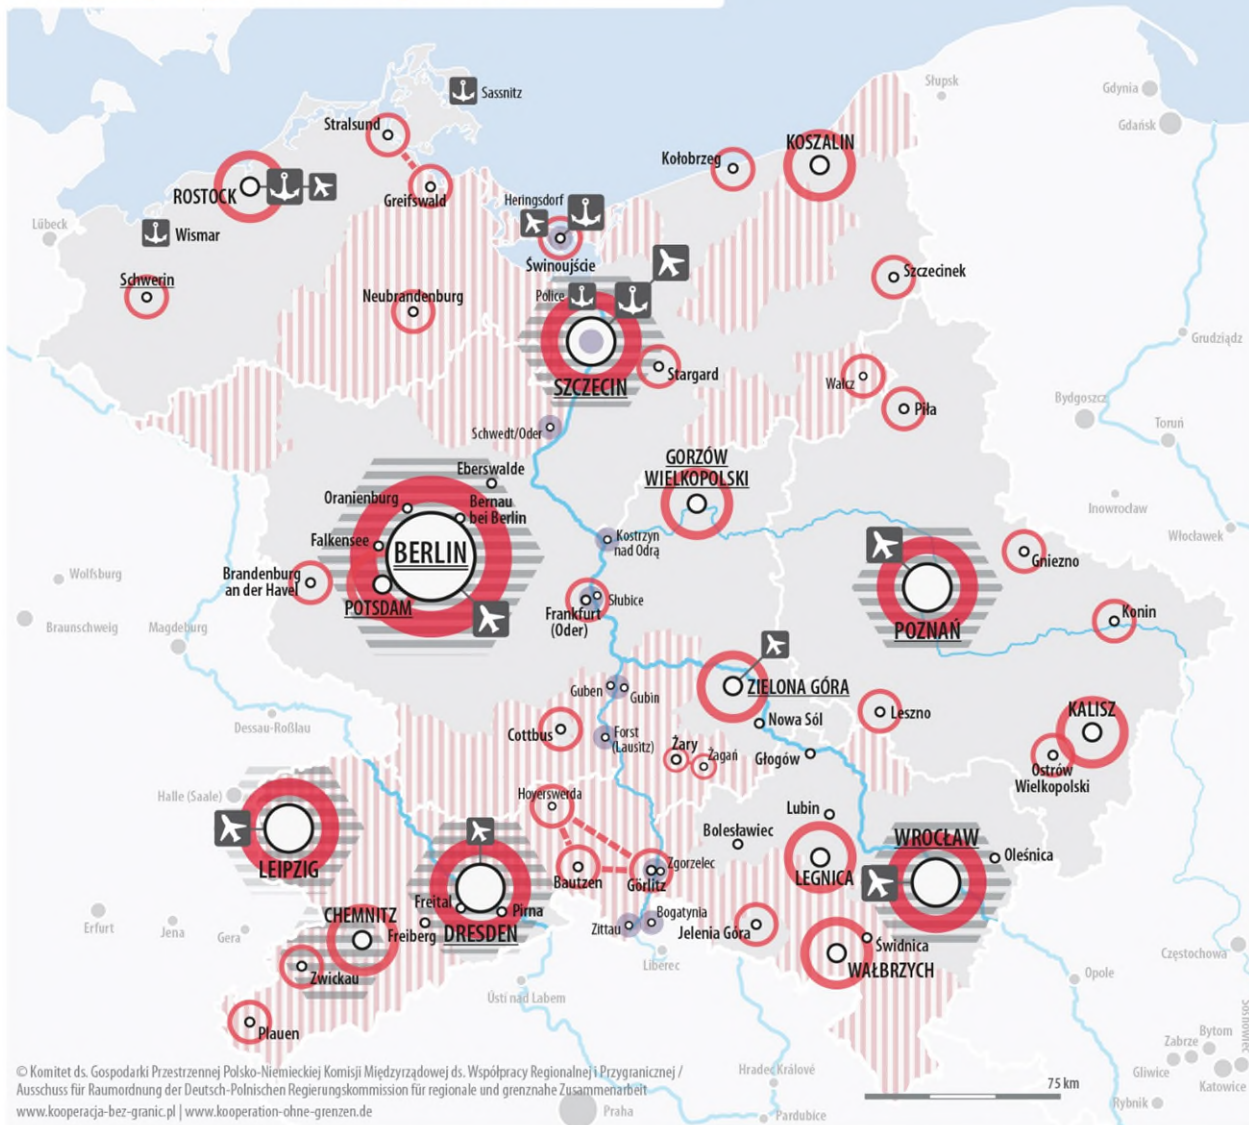 Sassnitz
Słupsk
Gdynia
Gdańsk
Stralsund
KOSZALIN
Kołobrzeg
ROSTOCK
Greifswald
Heringsdorf
Lübeck
Wismar
Świnoujście
Szczecinek
Schwerin
Neubrandenburg
Police
Grudziądz
Stargard
SZCZECIN
Wałcz
Piła
Bydgoszcz
Toruń
Schwedt/Oder
GORZÓW
WIELKOPOLSKI
Eberswalde
Oranienburg
Bernau
bei Berlin
Inowrocław
Włocławek
Falkensee
BERLIN
Kostrzyn
nad Odrą
Gniezno
Wolfsburg
Brandenburg
an der Havel
POTSDAM
Słubice
Frankfurt
(Oder)
Konin
Braunschweig
Magdeburg
POZNAŃ
Guben
Gubin
ZIELONA GÓRA
Leszno
KALISZ
Dessau-Roßlau
Nowa Sól
Cottbus
Forst
(Lausitz)
Żary
Żagań
Głogów
Ostrów
Wielkopolski
Halle (Saale)
Hoyerswerda
Lubin
Bolesławiec
WROCŁAW
Oleśnica
LEIPZIG
Bautzen
Görlitz
Zgorzelec
LEGNICA
Freital
Pirna
CHEMNITZ
Freiberg
DRESDEN
Zittau
Bogatynia
Jelenia Góra
Świdnica
Erfurt
Jena
Gera
Zwickau
Liberec
WAŁBRZYCH
Częstochowa
Opole
Ústí nad Labem
Plauen
Sosnowiec
Bytom
Zabrze
Gliwice
Katowice
Rybnik
Hradec Králové
Pardubice
Praha
75 km
© Komitet ds. Gospodarki Przestrzennej Polsko-Niemieckiej Komisji Międzyrządowej ds. Współpracy Regionalnej i Przygranicznej /
Ausschuss für Raumordnung der Deutsch-Polnischen Regierungskommission für regionale und grenznahe Zusammenarbeit
www.kooperacja-bez-granic.pl | www.kooperation-ohne-grenzen.de